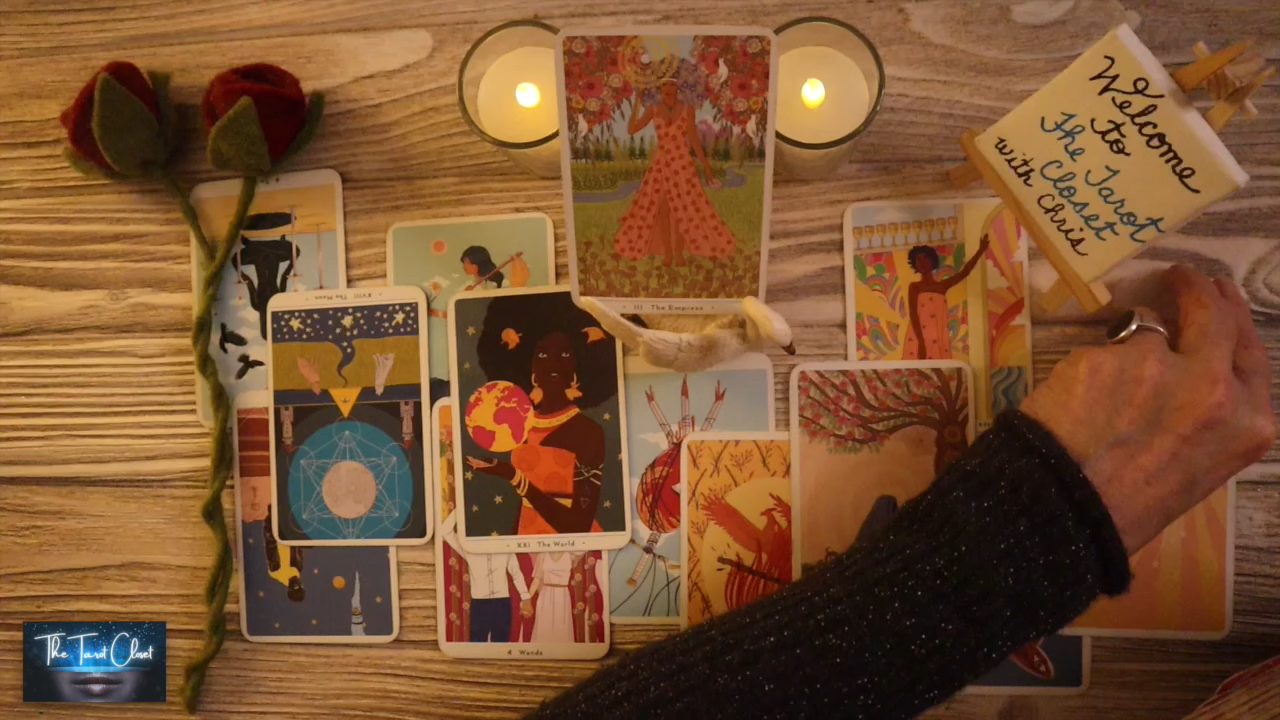 Welcome
to
The Tarot
Closet
with Chris
III The Empress
XVIII The Moon
XXI The World
4 Wands
The Tarot Closet